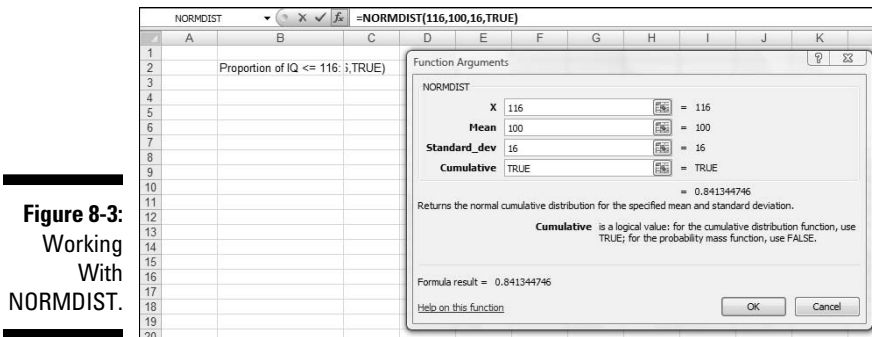 NORMDIST =NORMDIST(116,100,16,TRUE)
A B C D E F G H I J K
1
2 Proportion of IQ <= 116: 6,TRUE)
3
4
5
6
7
8
9
10
11
12
13
14
15
16
17
18
19
20
Function Arguments
NORMDIST
X 116 = 116
Mean 100 = 100
Standard_dev 16 = 16
Cumulative TRUE = TRUE
= 0.841344746
Returns the normal cumulative distribution for the specified mean and standard deviation.
Cumulative is a logical value: for the cumulative distribution function, use
TRUE; for the probability mass function, use FALSE.
Formula result = 0.841344746
Help on this function OK Cancel
Figure 8-3:
Working
With
NORMDIST.